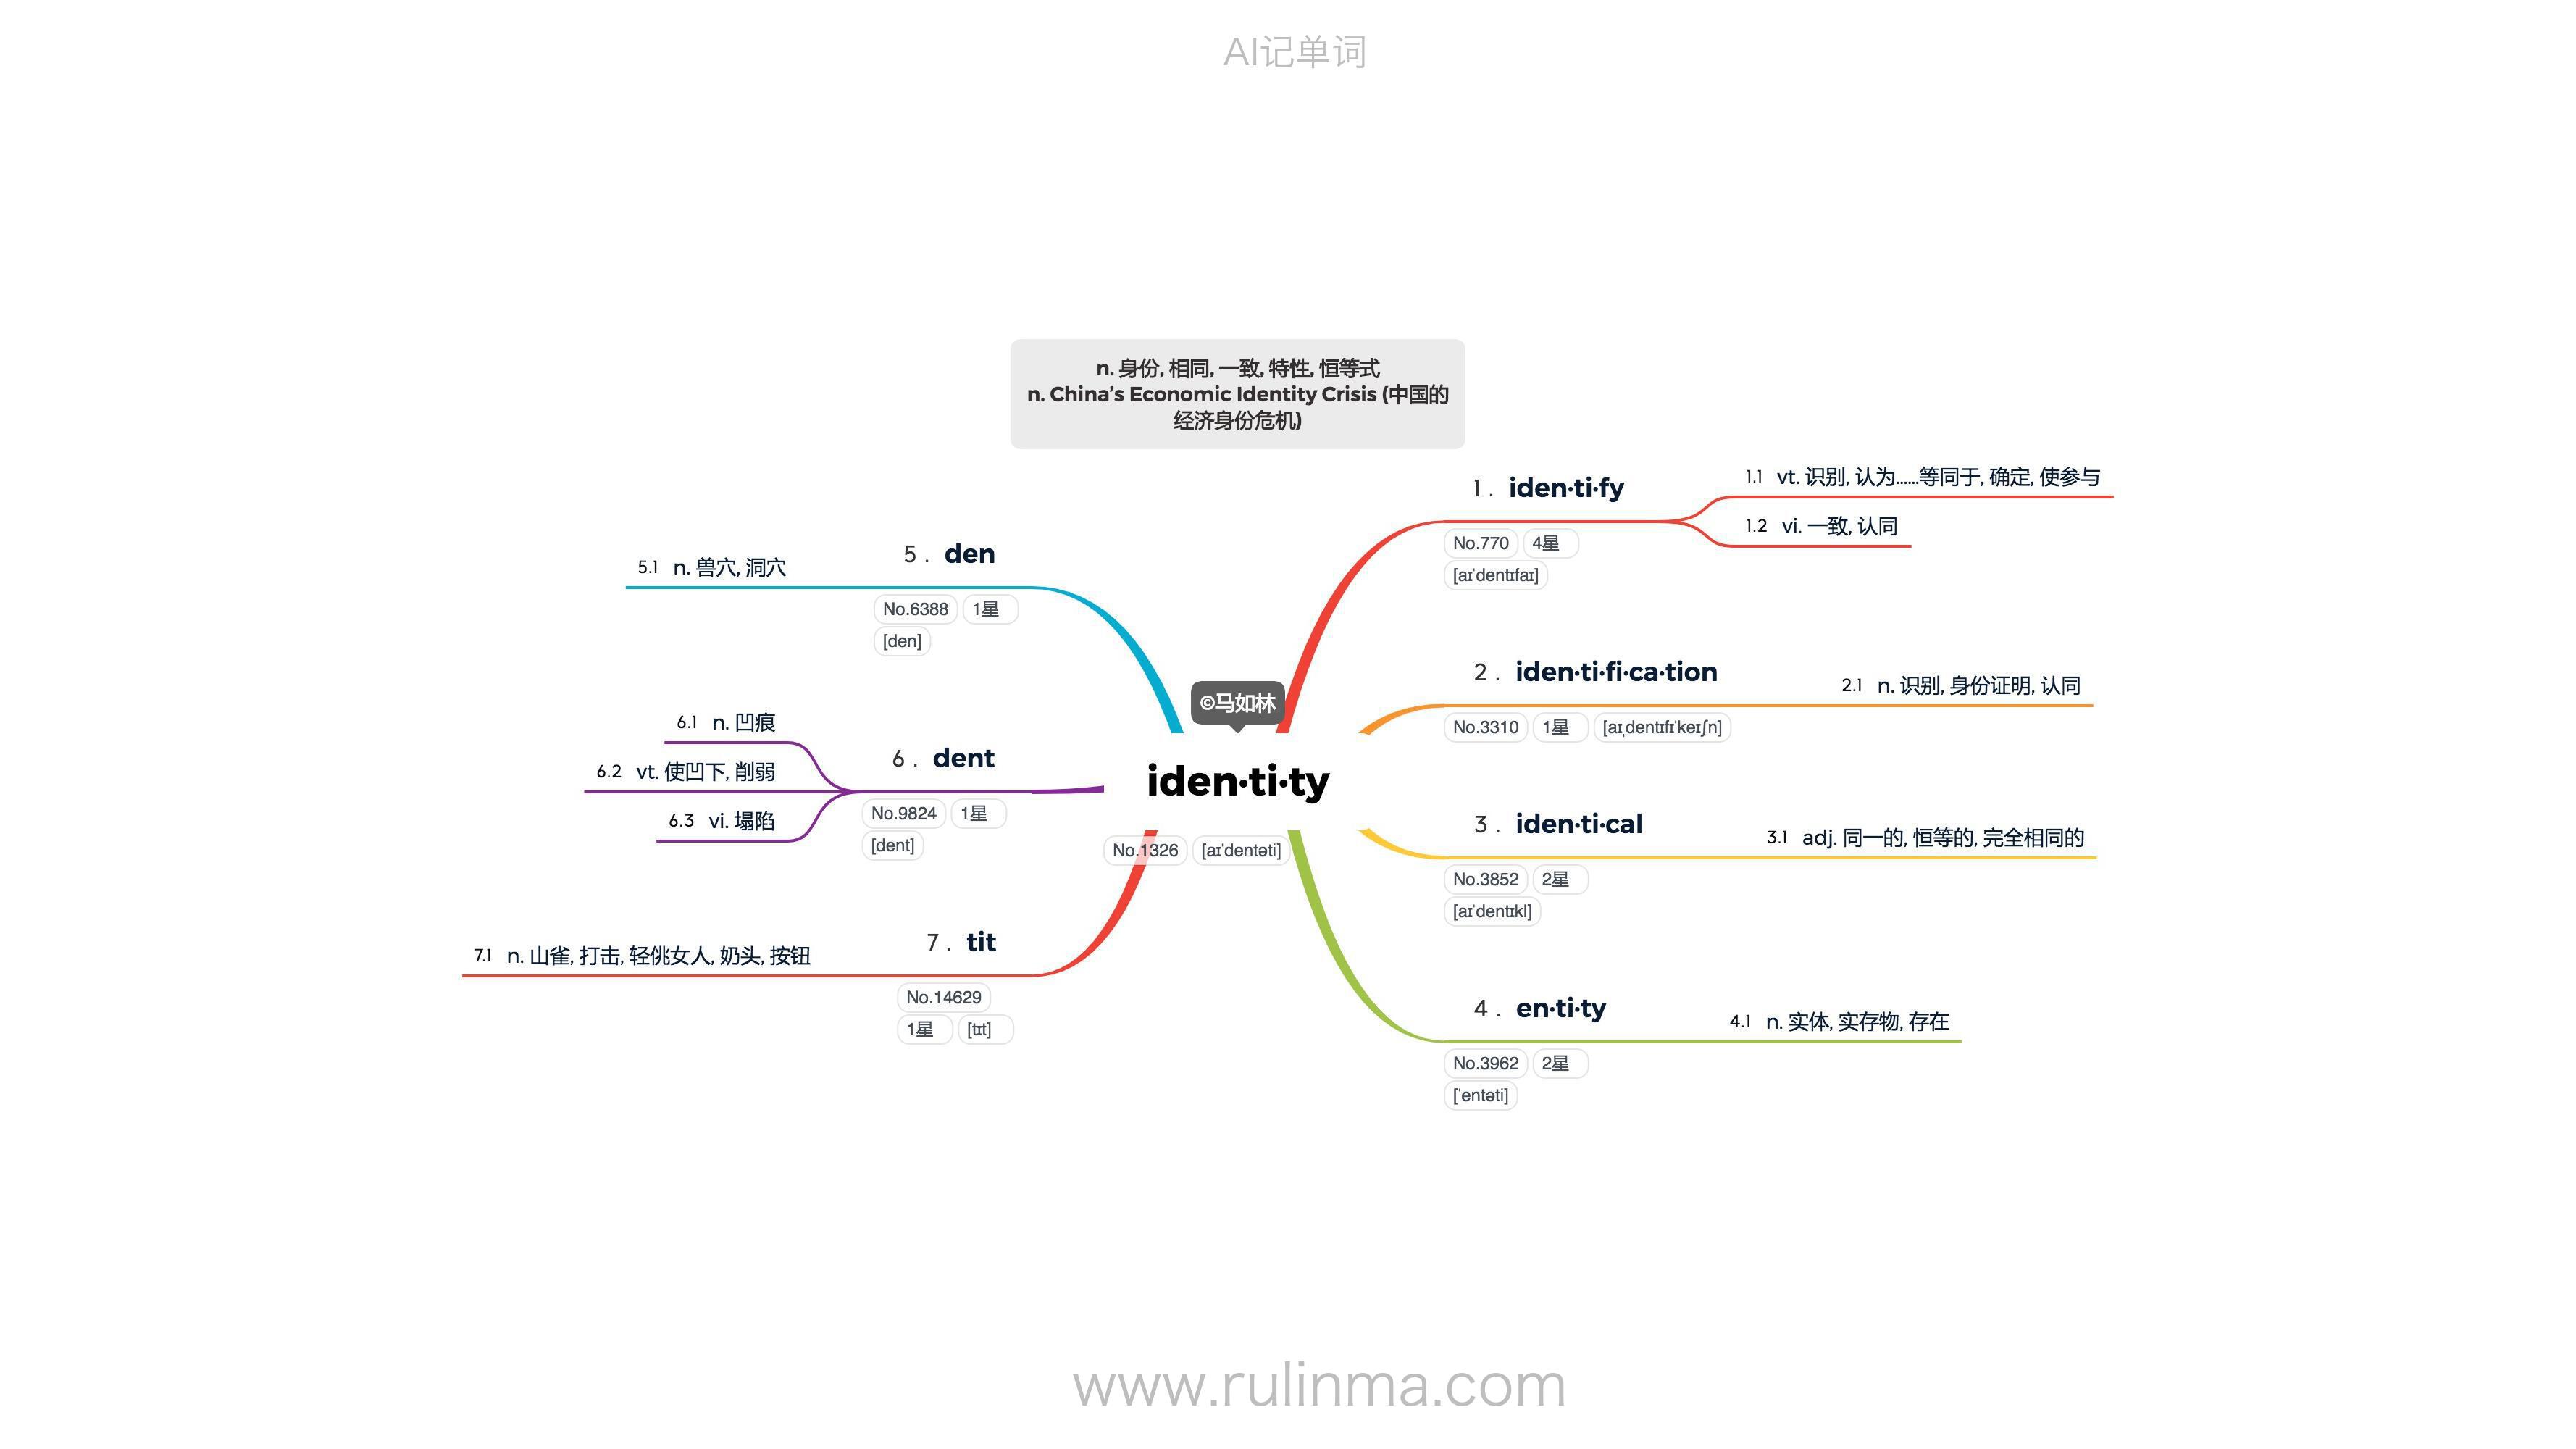 AI记单词
n. 身份, 相同, 一致, 特性, 恒等式
n. China’s Economic Identity Crisis (中国的
经济身份危机)
©马如林
iden·ti·ty
No.1326 [aɪˈdentəti]
1 . iden·ti·fy
No.770 4星
[aɪˈdentɪfaɪ]
1.1 vt. 识别, 认为......等同于, 确定, 使参与
1.2 vi. 一致, 认同
2 . iden·ti·fi·ca·tion
No.3310 1星 [aɪˌdentɪfɪˈkeɪʃn]
2.1 n. 识别, 身份证明, 认同
3 . iden·ti·cal
No.3852 2星
[aɪˈdentɪkl]
3.1 adj. 同一的, 恒等的, 完全相同的
4 . en·ti·ty
No.3962 2星
[ˈentəti]
4.1 n. 实体, 实存物, 存在
5 . den
No.6388 1星
[den]
5.1 n. 兽穴, 洞穴
6 . dent
No.9824 1星
[dent]
6.1 n. 凹痕
6.2 vt. 使凹下, 削弱
6.3 vi. 塌陷
7 . tit
No.14629
1星 [tɪt]
7.1 n. 山雀, 打击, 轻佻女人, 奶头, 按钮
www.rulinma.com